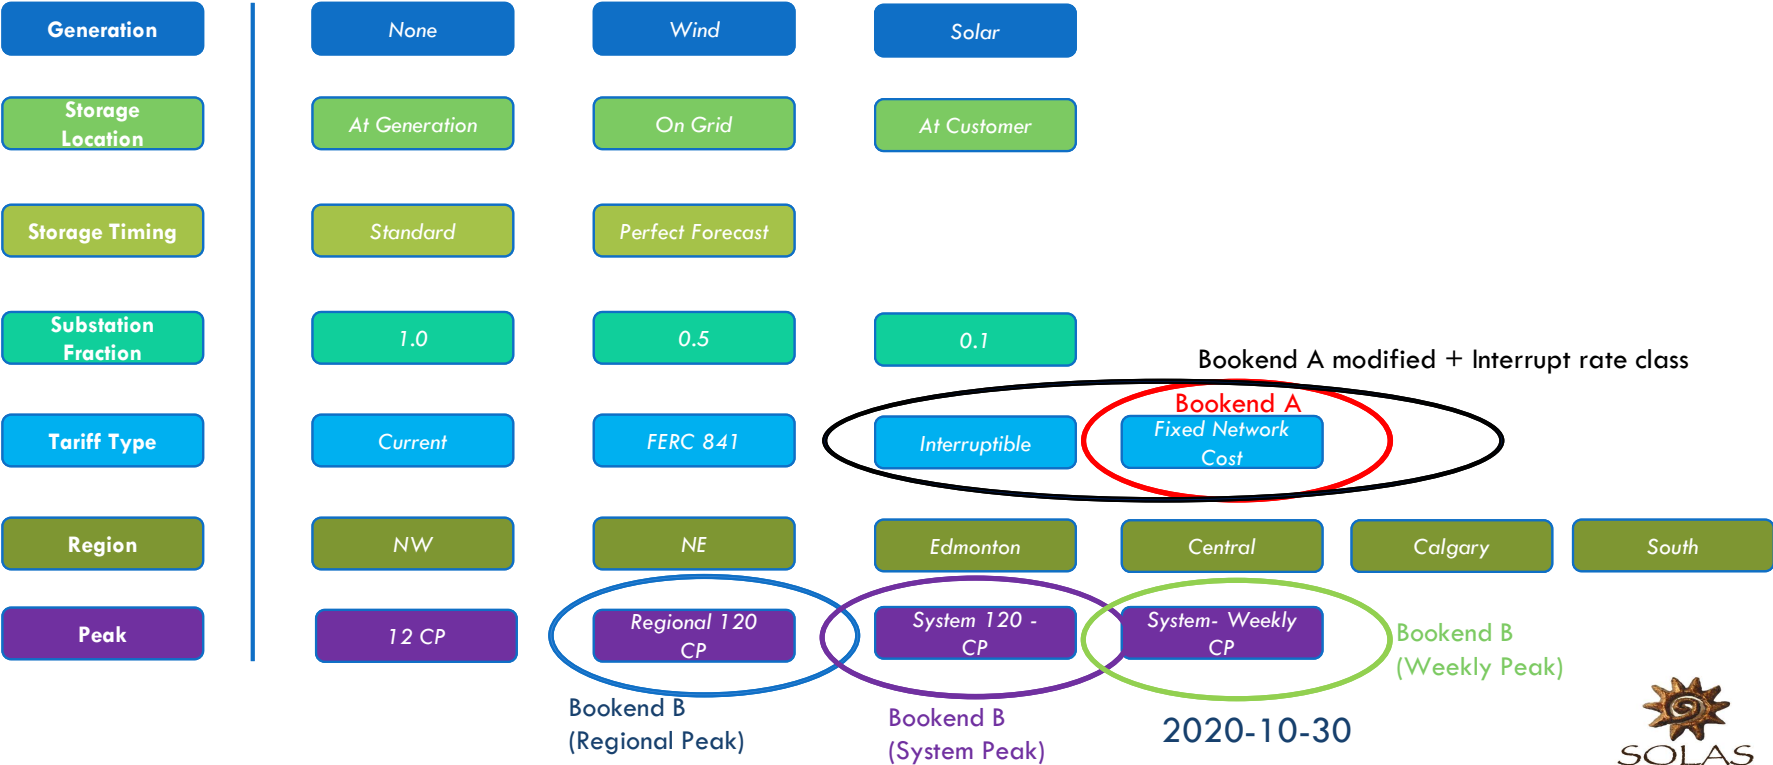 Generation
None
Wind
Solar
Storage
Location
At Generation
On Grid
At Customer
Storage Timing
Standard
Perfect Forecast
Substation
Fraction
1.0
0.5
0.1
Bookend A modified + Interrupt rate class
Bookend A
Tariff Type
Current
FERC 841
Interruptible
Fixed Network
Cost
Region
NW
NE
Edmonton
Central
Calgary
South
Peak
12 CP
Regional 120
CP
System 120 -
CP
System- Weekly
CP
Bookend B
(Weekly Peak)
Bookend B
(Regional Peak)
Bookend B
(System Peak)
2020-10-30
SOLAS